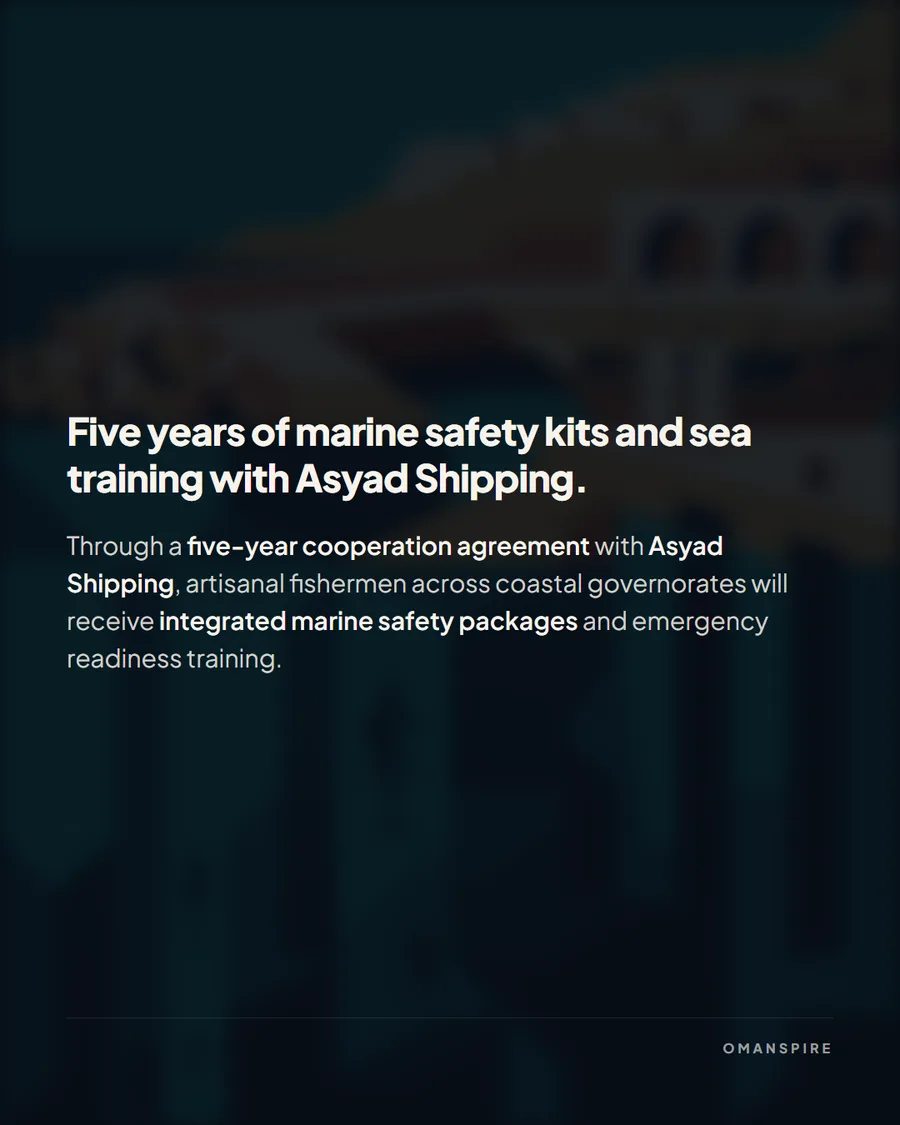 Five years of marine safety kits and sea
training with Asyad Shipping.
Through a five-year cooperation agreement with Asyad
Shipping, artisanal fishermen across coastal governorates will
receive integrated marine safety packages and emergency
readiness training.
OMANSPIRE